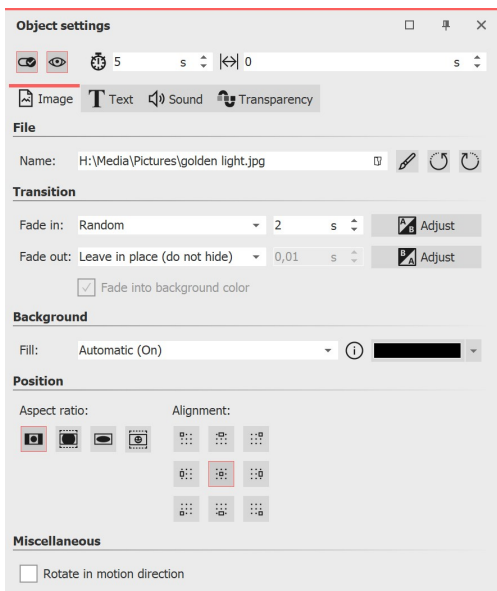 Object settings
5 s 0 s
Image Text Sound Transparency
File
Name: H:\Media\Pictures\golden light.jpg
Transition
Fade in: Random 2 s Adjust
Fade out: Leave in place (do not hide) 0,01 s Adjust
Fade into background color
Background
Fill: Automatic (On)
Position
Aspect ratio: Alignment:
Miscellaneous
Rotate in motion direction